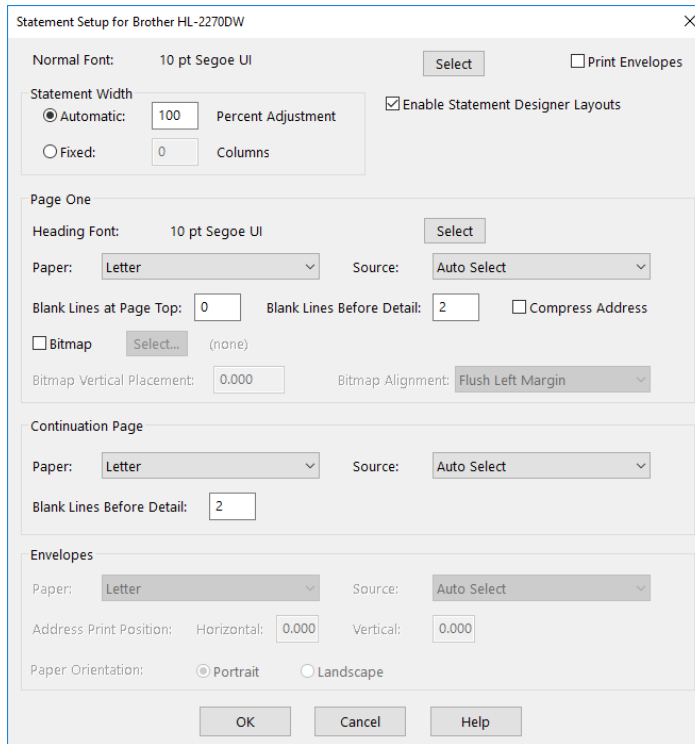 Statement Setup for Brother HL-2270DW
Normal Font: 10 pt Segoe UI Select Print Envelopes
Statement Width
Automatic: 100 Percent Adjustment Enable Statement Designer Layouts
Fixed: 0 Columns
Page One
Heading Font: 10 pt Segoe UI Select
Paper: Letter Source: Auto Select
Blank Lines at Page Top: 0 Blank Lines Before Detail: 2 Compress Address
Bitmap Select... (none)
Bitmap Vertical Placement: 0.000 Bitmap Alignment: Flush Left Margin
Continuation Page
Paper: Letter Source: Auto Select
Blank Lines Before Detail: 2
Envelopes
Paper: Letter Source: Auto Select
Address Print Position: Horizontal: 0.000 Vertical: 0.000
Paper Orientation: Portrait Landscape
OK Cancel Help